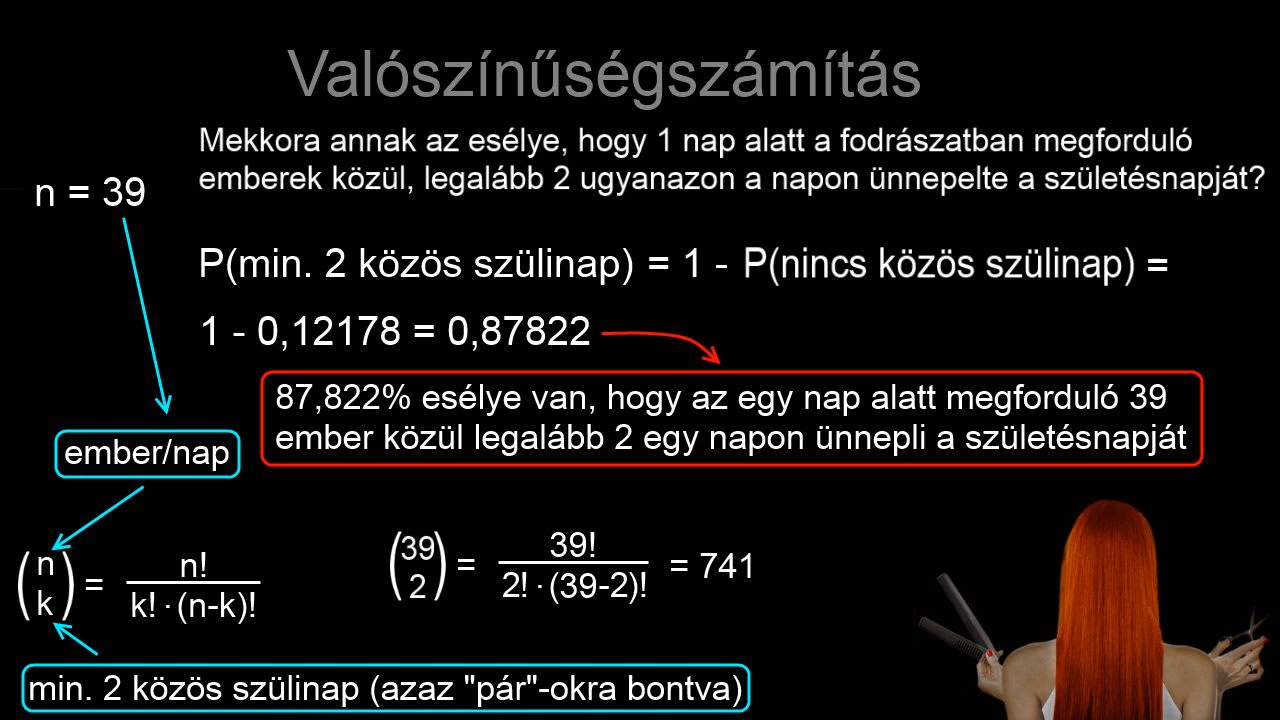 Valószínűségszámítás
Mekkora annak az esélye, hogy 1 nap alatt a fodrászatban megforduló
emberek közül, legalább 2 ugyanazon a napon ünnepelte a születésnapját?
n = 39
P(min. 2 közös szülinap) = 1 - P(nincs közös szülinap) =
1 - 0,12178 = 0,87822
87,822% esélye van, hogy az egy nap alatt megforduló 39
ember közül legalább 2 egy napon ünnepli a születésnapját
ember/nap
(n
k) = n!
k! · (n-k)!
(39
2) = 39!
2! · (39-2)! = 741
min. 2 közös szülinap (azaz "pár"-okra bontva)